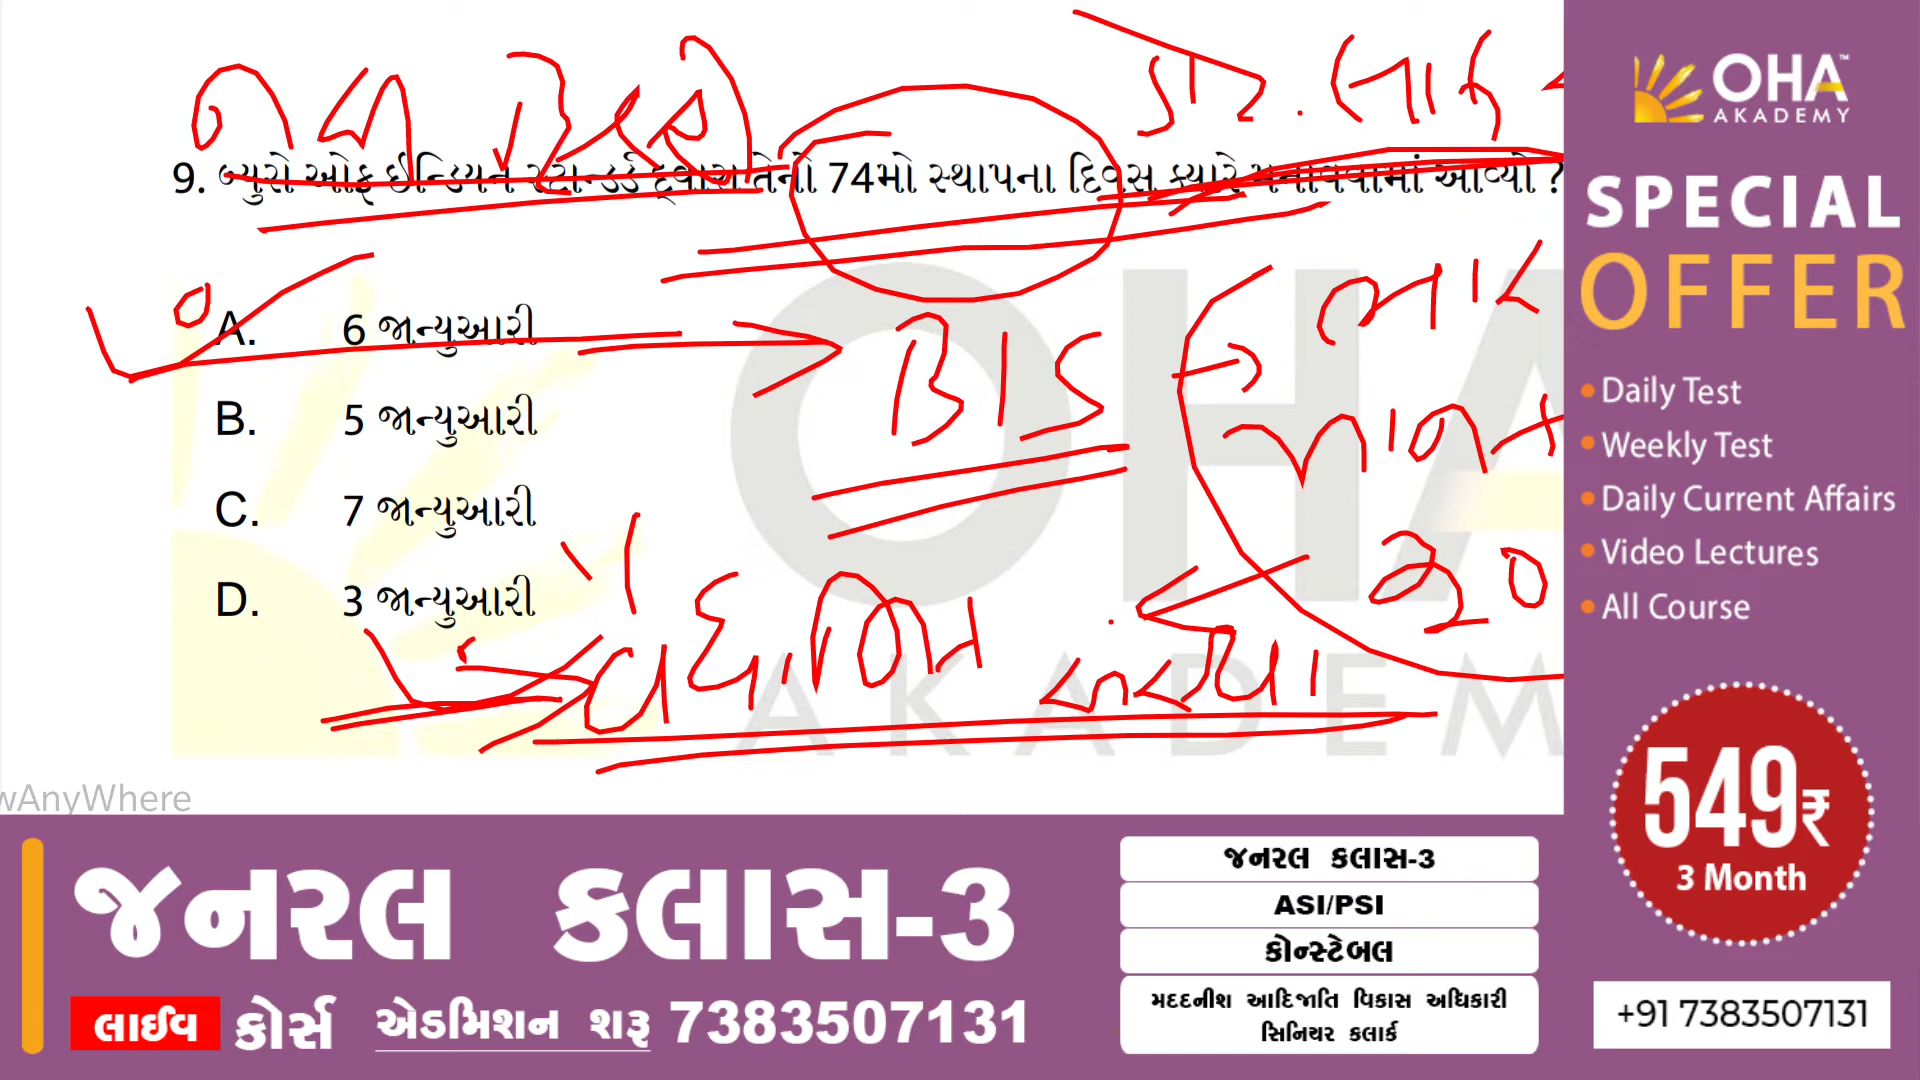 OHA™
AKADEMY
9. બ્યુરો ઓફ ઈન્ડિયન સ્ટાન્ડર્ડ દ્વારા તેનો 74મો સ્થાપના દિવસ ક્યારે મનાવવામાં આવ્યો ?
A. 6 જાન્યુઆરી
B. 5 જાન્યુઆરી
C. 7 જાન્યુઆરી
D. 3 જાન્યુઆરી
BIS
OHA
AKADEM
wAnyWhere
SPECIAL
OFFER
• Daily Test
• Weekly Test
• Daily Current Affairs
• Video Lectures
• All Course
549₹
3 Month
+91 7383507131
જનરલ કલાસ-3
લાઈવ કોર્સ એડમિશન શરૂ 7383507131
જનરલ કલાસ-3
ASI/PSI
કોન્સ્ટેબલ
મદદનીશ આદિજાતિ વિકાસ અધિકારી
સિનિયર કલાર્ક